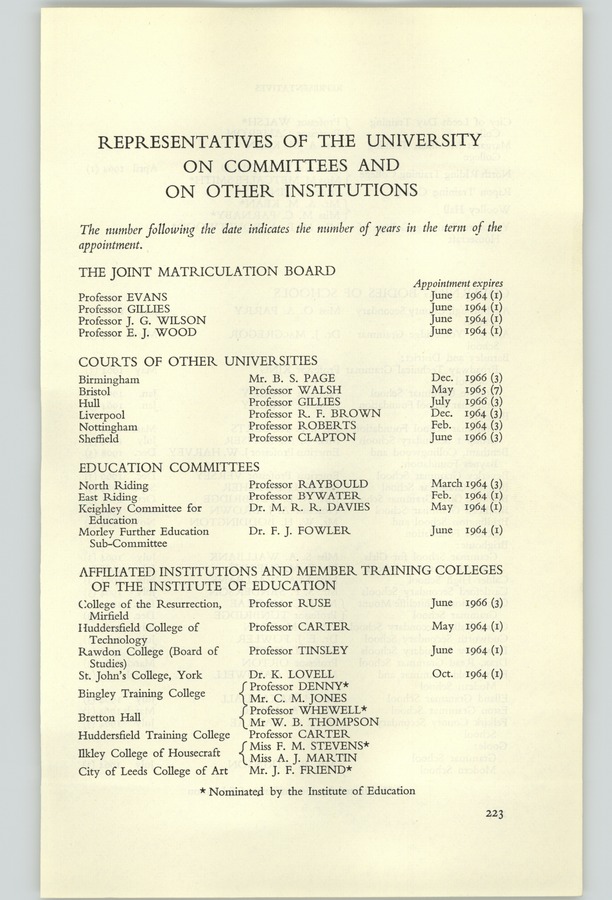 REPRESENTATIVES OF THE UNIVERSITY
ON COMMITTEES AND
ON OTHER INSTITUTIONS
The number following the date indicates the number of years in the term of the
appointment.
THE JOINT MATRICULATION BOARD
Appointment expires
Professor EVANS June 1964 (1)
Professor GILLIES June 1964 (1)
Professor J. G. WILSON June 1964 (1)
Professor E. J. WOOD June 1964 (1)
COURTS OF OTHER UNIVERSITIES
Birmingham Mr. B. S. PAGE Dec. 1966 (3)
Bristol Professor WALSH May 1965 (7)
Hull Professor GILLIES July 1966 (3)
Liverpool Professor R. F. BROWN Dec. 1964 (3)
Nottingham Professor ROBERTS Feb. 1964 (3)
Sheffield Professor CLAPTON June 1966 (3)
EDUCATION COMMITTEES
North Riding Professor RAYBOULD March 1964 (3)
East Riding Professor BYWATER Feb. 1964 (1)
Keighley Committee for Dr. M. R. R. DAVIES May 1964 (1)
Education
Morley Further Education Dr. F. J. FOWLER June 1964 (1)
Sub-Committee
AFFILIATED INSTITUTIONS AND MEMBER TRAINING COLLEGES
OF THE INSTITUTE OF EDUCATION
College of the Resurrection, Professor RUSE June 1966 (3)
Mirfield
Huddersfield College of Professor CARTER May 1964 (1)
Technology
Rawdon College (Board of Professor TINSLEY June 1964 (1)
Studies)
St. John's College, York Dr. K. LOVELL Oct. 1964 (1)
Bingley Training College { Professor DENNY*
Mr. C. M. JONES
Bretton Hall { Professor WHEWELL*
Mr W. B. THOMPSON
Huddersfield Training College Professor CARTER
Ilkley College of Housecraft { Miss F. M. STEVENS*
Miss A. J. MARTIN
City of Leeds College of Art Mr. J. F. FRIEND*
* Nominated by the Institute of Education
223